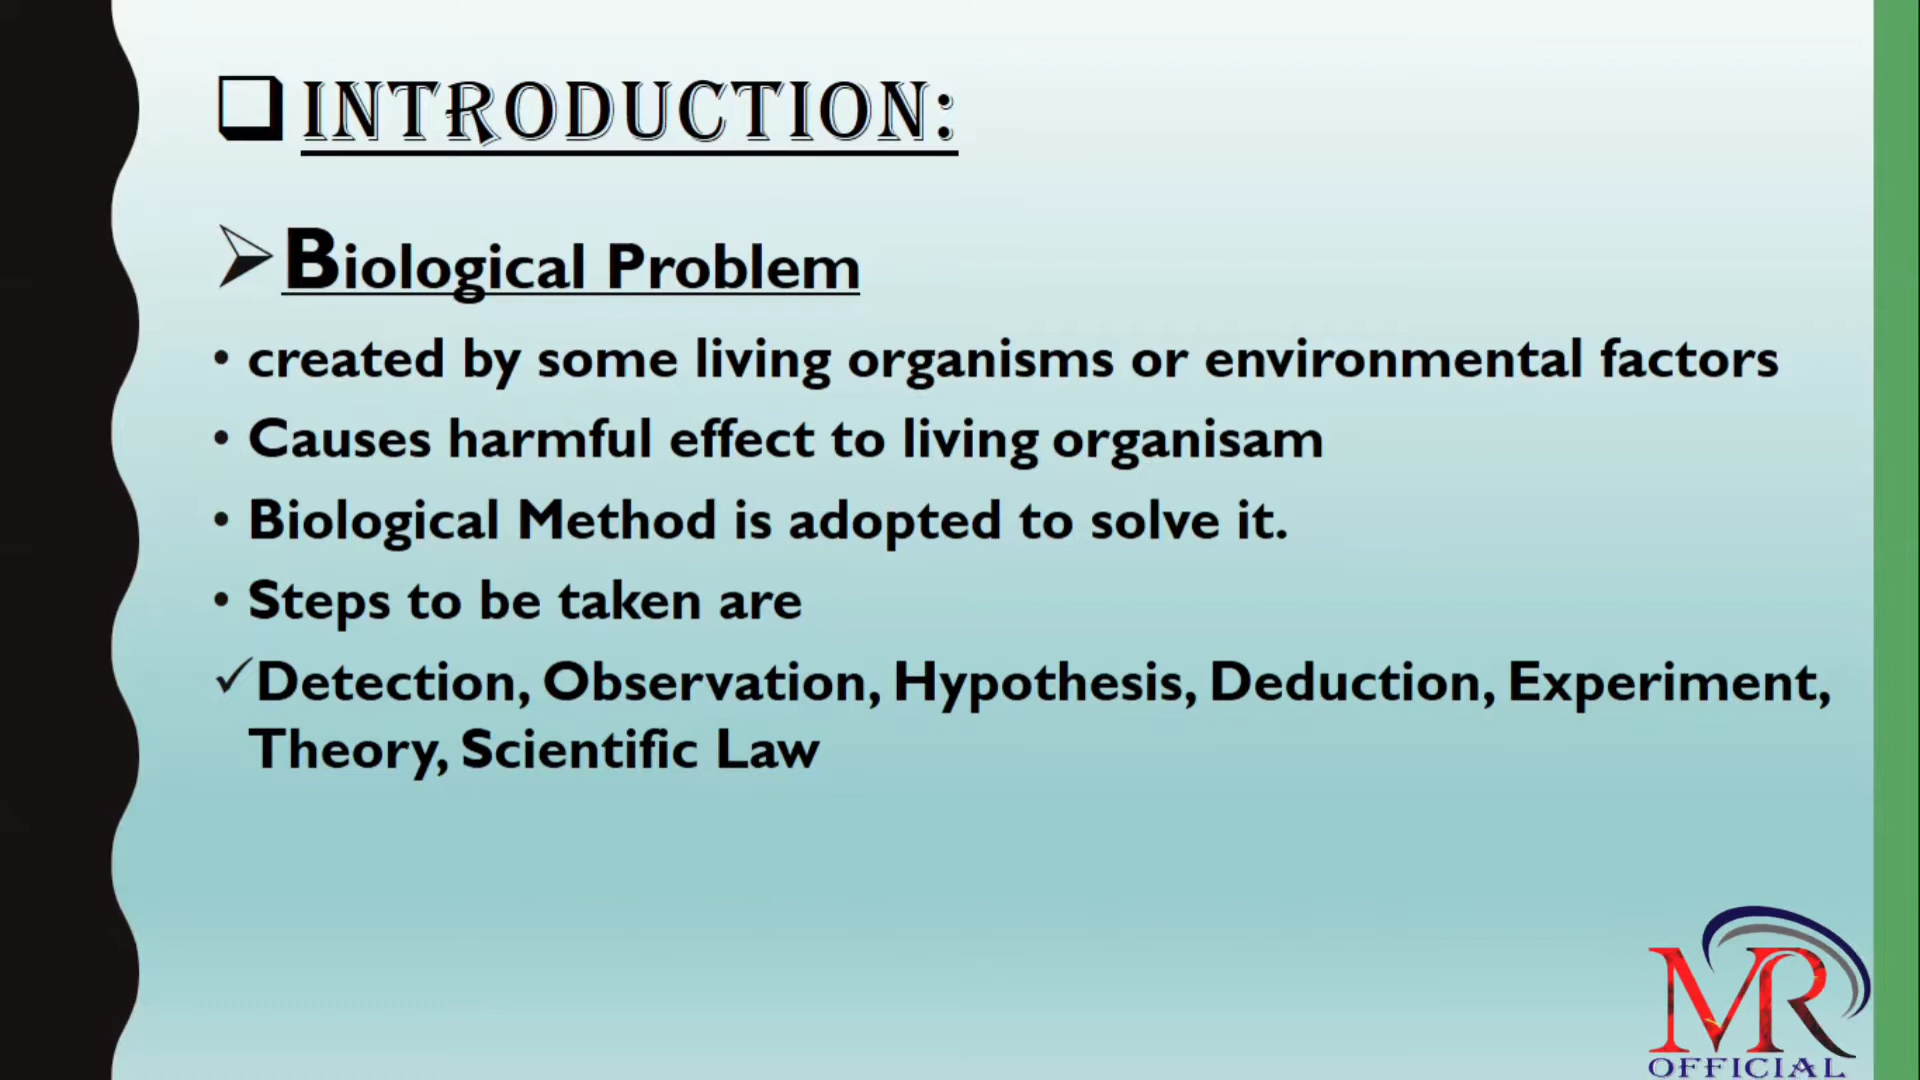 INTRODUCTION:
Biological Problem
• created by some living organisms or environmental factors
• Causes harmful effect to living organisam
• Biological Method is adopted to solve it.
• Steps to be taken are
✓Detection, Observation, Hypothesis, Deduction, Experiment,
Theory, Scientific Law
MR
OFFICIAL